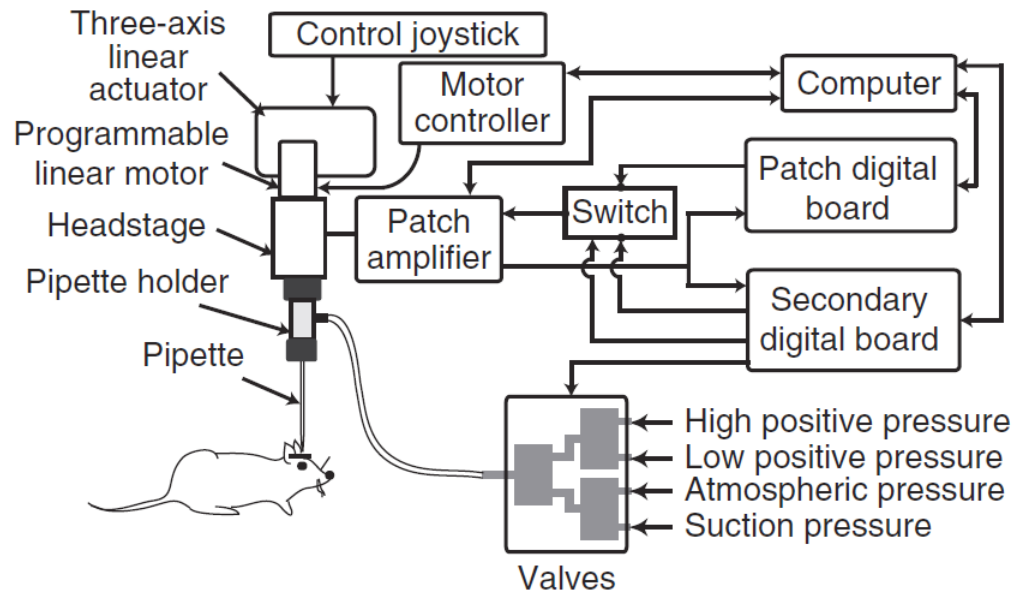 Three-axis
linear
actuator
Control joystick
Programmable
linear motor
Motor
controller
Computer
Headstage
Patch
amplifier
Switch
Patch digital
board
Pipette holder
Secondary
digital board
Pipette
High positive pressure
Low positive pressure
Atmospheric pressure
Suction pressure
Valves